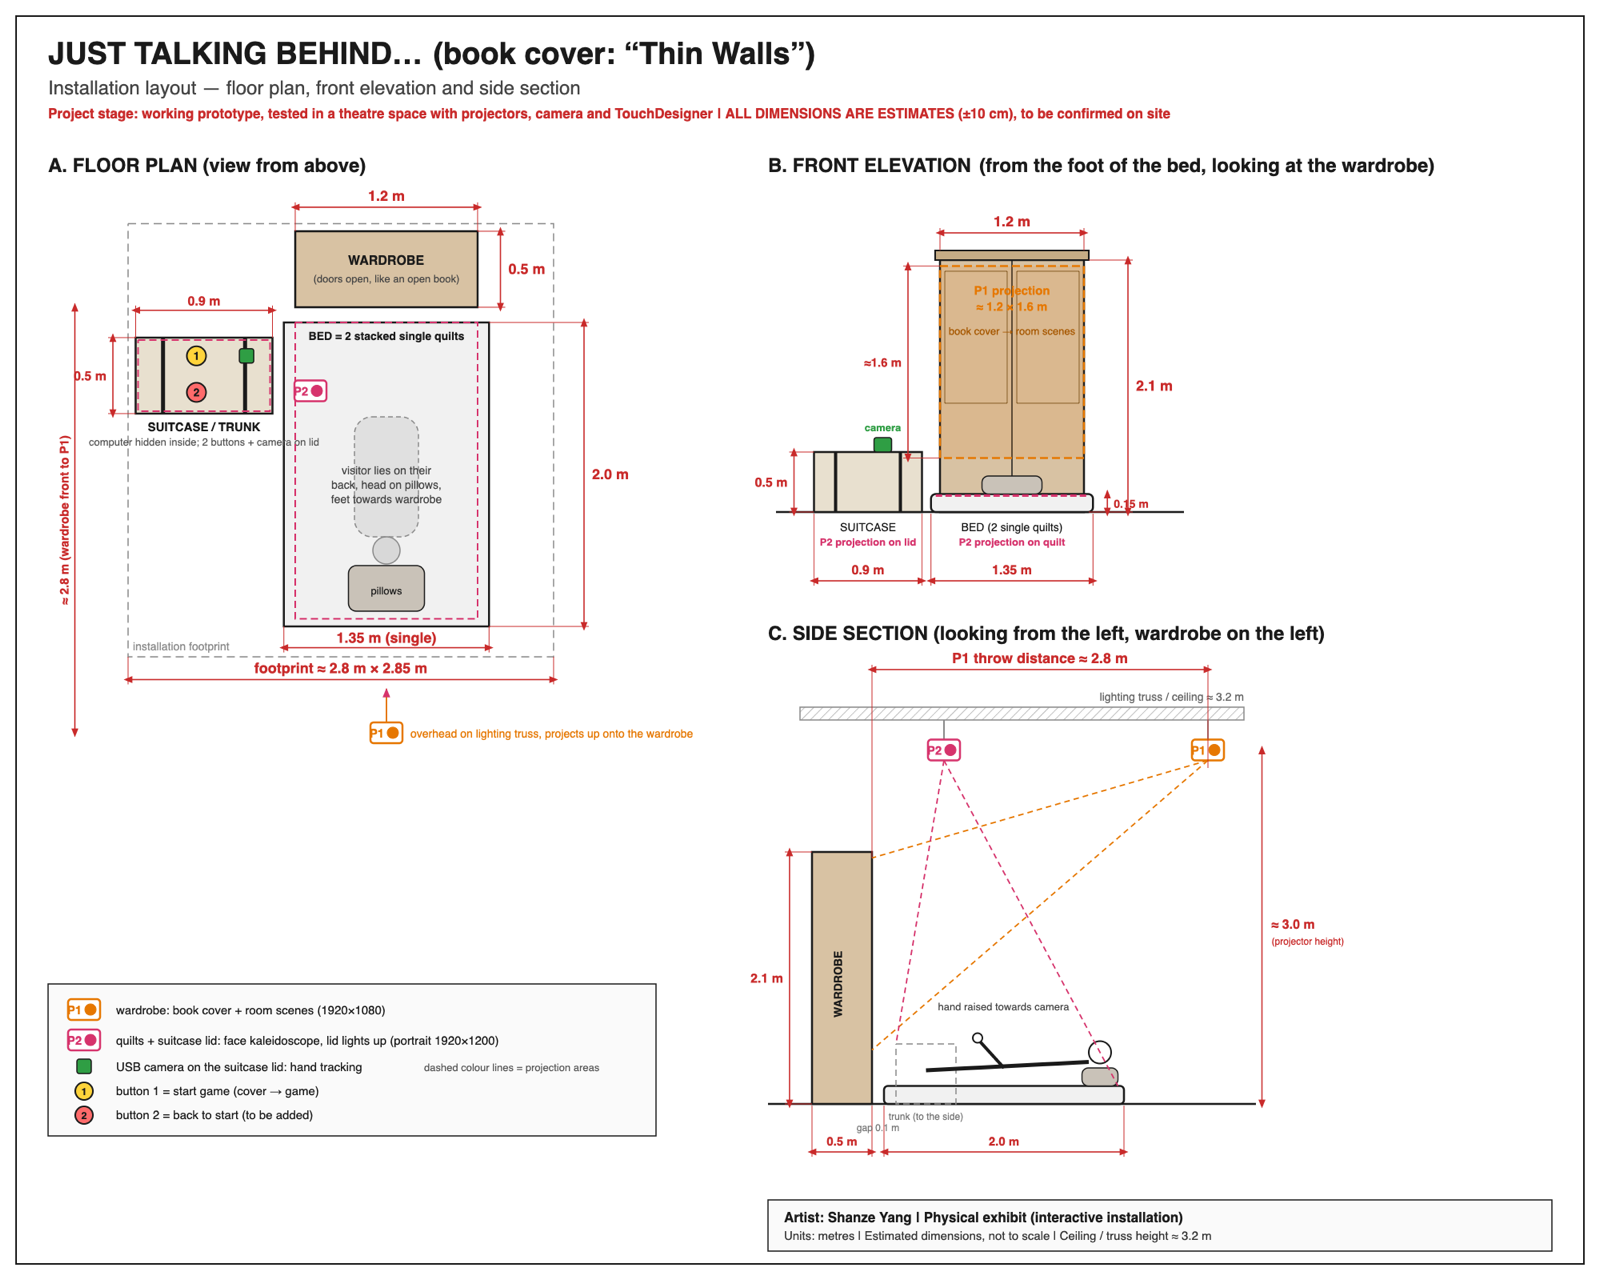 JUST TALKING BEHIND… (book cover: “Thin Walls”)
Installation layout — floor plan, front elevation and side section
Project stage: working prototype, tested in a theatre space with projectors, camera and TouchDesigner | ALL DIMENSIONS ARE ESTIMATES (±10 cm), to be confirmed on site
A. FLOOR PLAN (view from above)
1.2 m
WARDROBE
(doors open, like an open book)
0.5 m
0.9 m
BED = 2 stacked single quilts
1
2
0.5 m
P2
SUITCASE / TRUNK
computer hidden inside; 2 buttons + camera on lid
visitor lies on their
back, head on pillows,
feet towards wardrobe
2.0 m
≈ 2.8 m (wardrobe front to P1)
pillows
1.35 m (single)
installation footprint
footprint ≈ 2.8 m × 2.85 m
P1
overhead on lighting truss, projects up onto the wardrobe
P1 wardrobe: book cover + room scenes (1920×1080)
P2 quilts + suitcase lid: face kaleidoscope, lid lights up (portrait 1920×1200)
USB camera on the suitcase lid: hand tracking
dashed colour lines = projection areas
1 button 1 = start game (cover → game)
2 button 2 = back to start (to be added)
B. FRONT ELEVATION (from the foot of the bed, looking at the wardrobe)
1.2 m
P1 projection
≈ 1.2 × 1.6 m
book cover → room scenes
≈1.6 m
2.1 m
camera
0.5 m
0.15 m
SUITCASE
P2 projection on lid
BED (2 single quilts)
P2 projection on quilt
0.9 m
1.35 m
C. SIDE SECTION (looking from the left, wardrobe on the left)
P1 throw distance ≈ 2.8 m
lighting truss / ceiling ≈ 3.2 m
P2
P1
≈ 3.0 m
(projector height)
2.1 m
WARDROBE
hand raised towards camera
trunk (to the side)
gap 0.1 m
0.5 m
2.0 m
Artist: Shanze Yang | Physical exhibit (interactive installation)
Units: metres | Estimated dimensions, not to scale | Ceiling / truss height ≈ 3.2 m